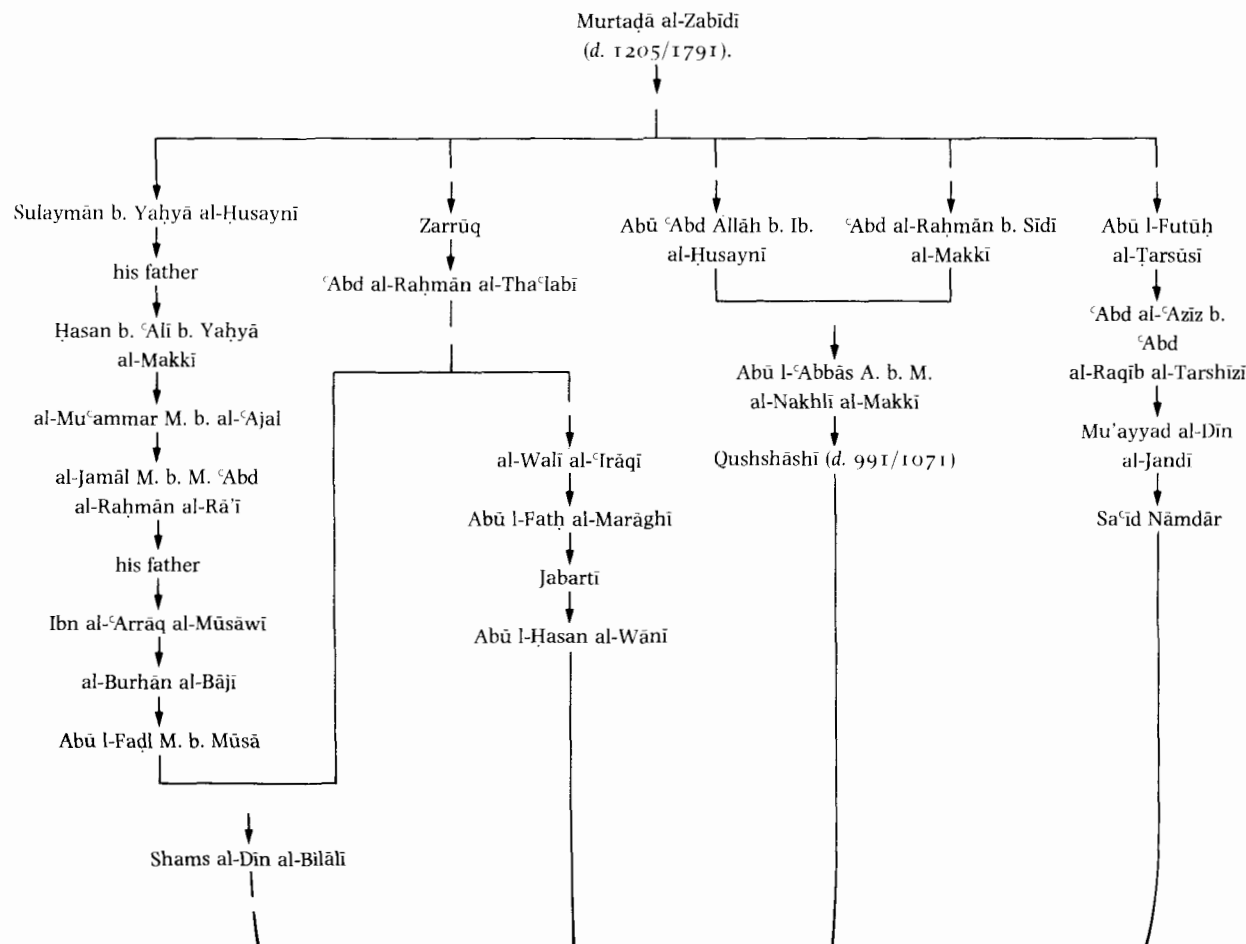 Murtaḍā al-Zabīdī
(d. 1205/1791).
Sulaymān b. Yaḥyā al-Ḥusaynī
his father
Ḥasan b. ʿAlī b. Yaḥyā
al-Makkī
al-Muʿammar M. b. al-ʿAjal
al-Jamāl M. b. M. ʿAbd
al-Raḥmān al-Rāʾī
his father
Ibn al-ʿArrāq al-Mūsāwī
al-Burhān al-Bājī
Abū l-Faḍl M. b. Mūsā
Shams al-Dīn al-Bilālī
Zarrūq
ʿAbd al-Raḥmān al-Thaʿlabī
al-Walī al-ʿIrāqī
Abū l-Fatḥ al-Marāghī
Jabartī
Abū l-Ḥasan al-Wānī
Abū ʿAbd Allāh b. Ib.
al-Ḥusaynī
ʿAbd al-Raḥmān b. Sīdī
al-Makkī
Abū l-ʿAbbās A. b. M.
al-Nakhlī al-Makkī
Qushshāshī (d. 991/1071)
Abū l-Futūḥ
al-Ṭarsūsī
ʿAbd al-ʿAzīz b.
ʿAbd
al-Raqīb al-Tarshīzī
Mu'ayyad al-Dīn
al-Jandī
Saʿīd Nāmdār